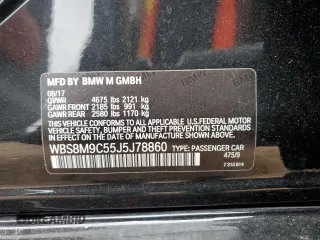 MFD BY BMW M GMBH
08/17
GVWR 4675 lbs 2121 kg
GAWR FRONT 2185 lbs 991 kg
GAWR REAR 2580 lbs 1170 kg
THIS VEHICLE CONFORMS TO ALL APPLICABLE U.S. FEDERAL MOTOR
VEHICLE SAFETY, BUMPER, AND THEFT PREVENTION STANDARDS
IN EFFECT ON THE DATE OF MANUFACTURE SHOWN ABOVE.
WBS8M9C55J5J78860 TYPE: PASSENGER CAR
475/9